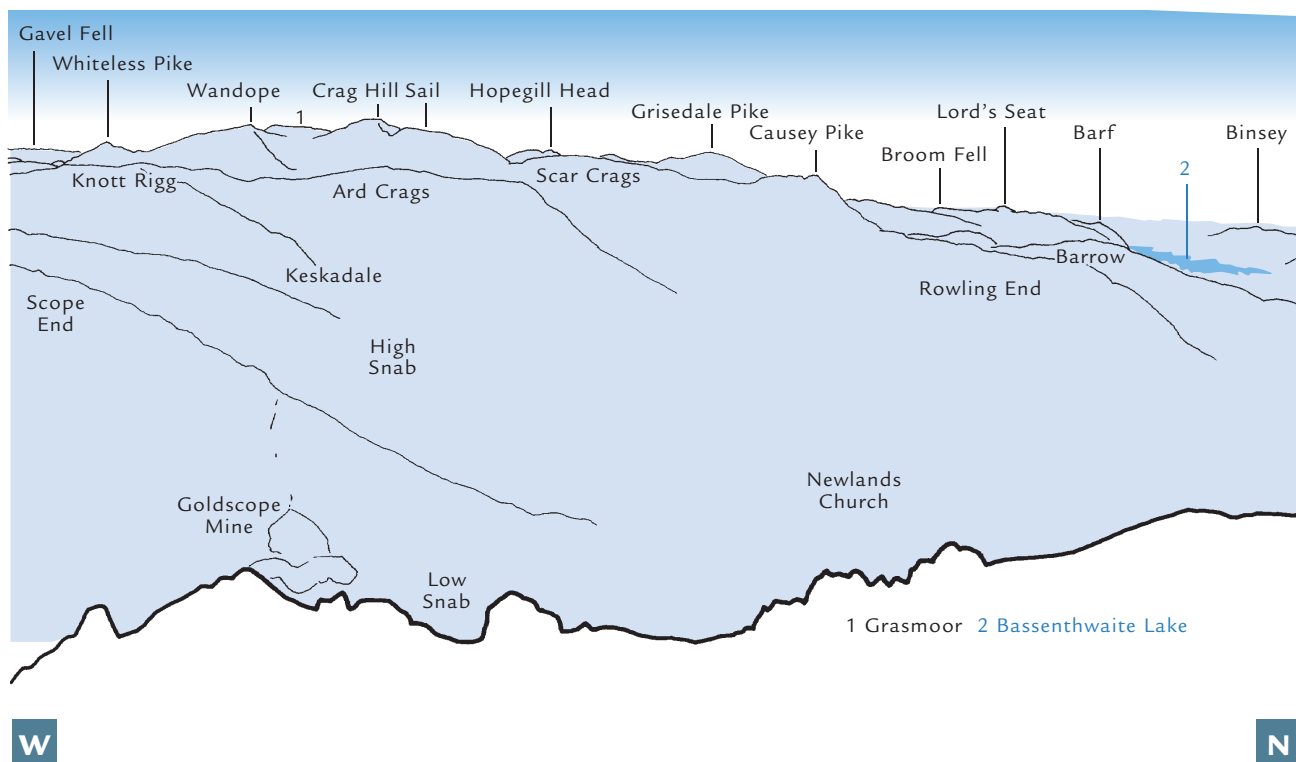 Gavel Fell
Whiteless Pike
Wandope
1
Crag Hill
Sail
Hopegill Head
Grisedale Pike
Causey Pike
Broom Fell
Lord's Seat
Barf
Binsey
2
Knott Rigg
Ard Crags
Scar Crags
Barrow
Keskadale
Rowling End
Scope
End
High
Snab
Newlands
Church
Goldscope
Mine
Low
Snab
1 Grasmoor 2 Bassenthwaite Lake
W
N